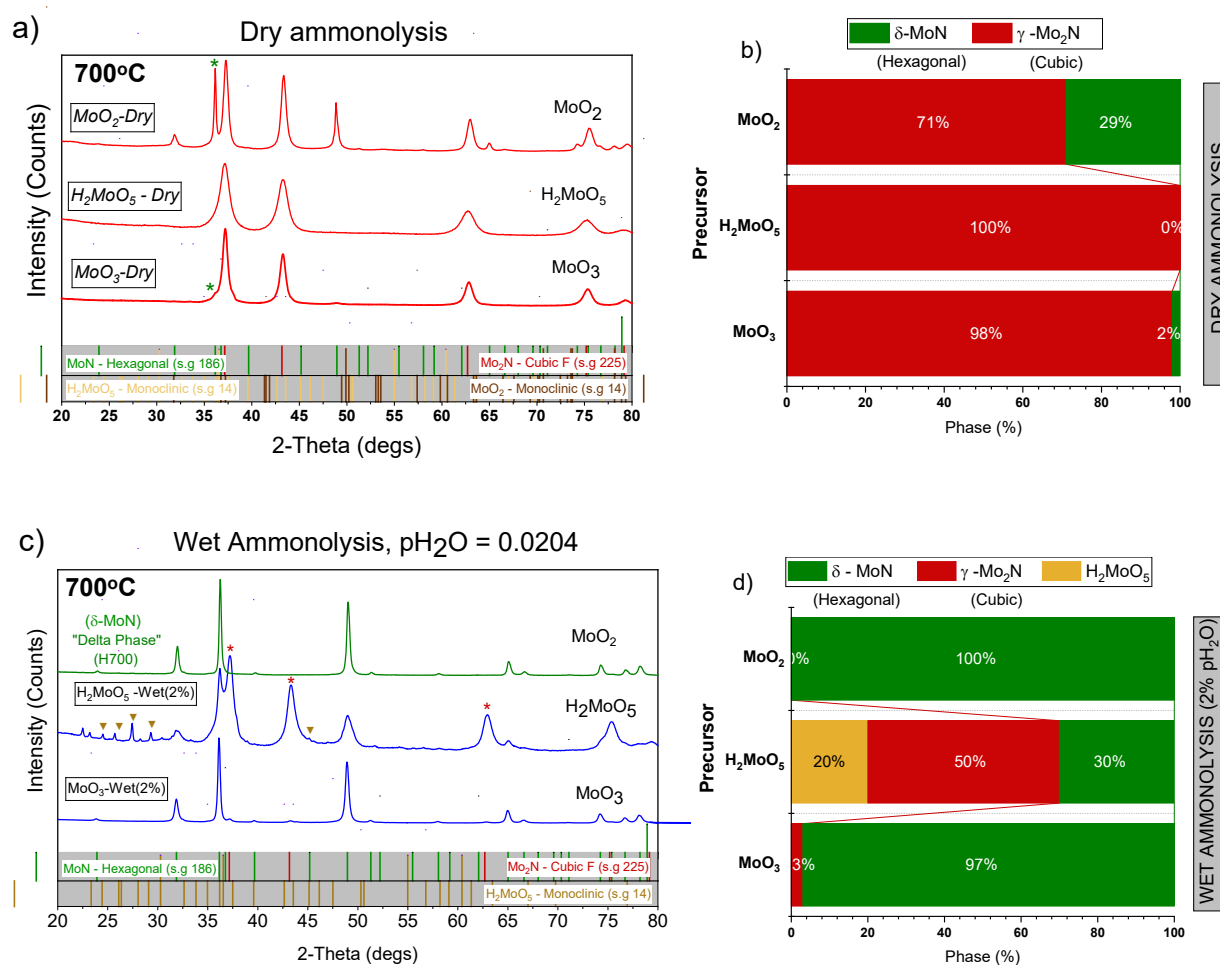 a)
Dry ammonolysis
700oC
*
MoO2-Dry
MoO2
H2MoO5 - Dry
H2MoO5
MoO3-Dry
MoO3
*
Intensity (Counts)
MoN - Hexagonal (s.g 186)
Mo2N - Cubic F (s.g 225)
H2MoO5 - Monoclinic (s.g 14)
MoO2 - Monoclinic (s.g 14)
20 25 30 35 40 45 50 55 60 65 70 75 80
2-Theta (degs)
b)
δ-MoN γ -Mo2N
(Hexagonal) (Cubic)
MoO2
71% 29%
H2MoO5
100% 0%
MoO3
98% 2%
Precursor
0 20 40 60 80 100
Phase (%)
DRY AMMONOLYSIS
c)
Wet Ammonolysis, pH2O = 0.0204
700oC
(δ-MoN)
"Delta Phase"
(H700)
MoO2
* * *
H2MoO5 -Wet(2%)
H2MoO5
MoO3-Wet(2%)
MoO3
Intensity (Counts)
MoN - Hexagonal (s.g 186)
Mo2N - Cubic F (s.g 225)
H2MoO5 - Monoclinic (s.g 14)
20 25 30 35 40 45 50 55 60 65 70 75 80
2-Theta (degs)
d)
δ - MoN γ -Mo2N H2MoO5
(Hexagonal) (Cubic)
MoO2
0% 100%
H2MoO5
20% 50% 30%
MoO3
3% 97%
Precursor
0 20 40 60 80 100
Phase (%)
WET AMMONOLYSIS (2% pH2O)